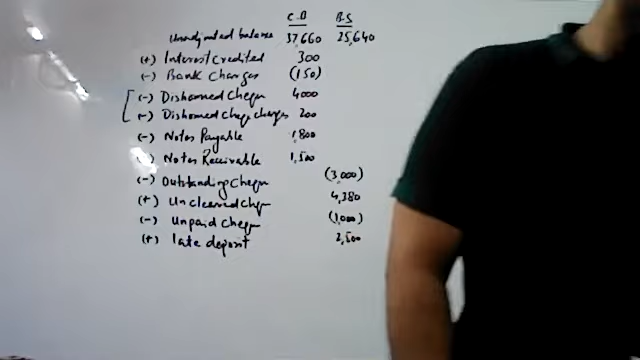 C.B B.S
Unadjusted balance 37,660 25,640
(+) Interest Credited 300
(-) Bank Charges (150)
(-) Dishonored Cheque 4000
(-) Dishonored Cheque charges 200
(-) Notes Payable 1,800
Notes Receivable 1,500
(-) Outstanding Cheque (3,000)
(+) Uncleared Chqu 4,380
(-) Unpaid Cheque (1,000)
(+) late deposit 2,500